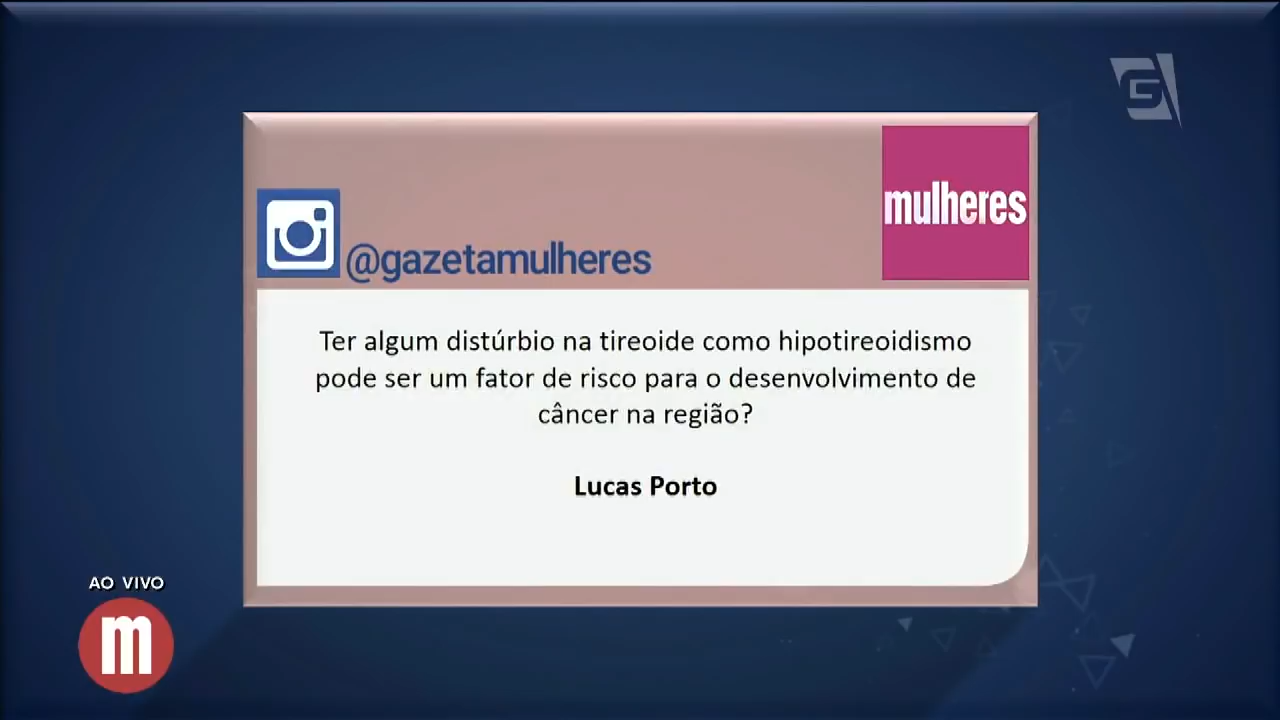 mulheres
@gazetamulheres
Ter algum distúrbio na tireoide como hipotireoidismo
pode ser um fator de risco para o desenvolvimento de
câncer na região?
Lucas Porto
AO VIVO
m
G